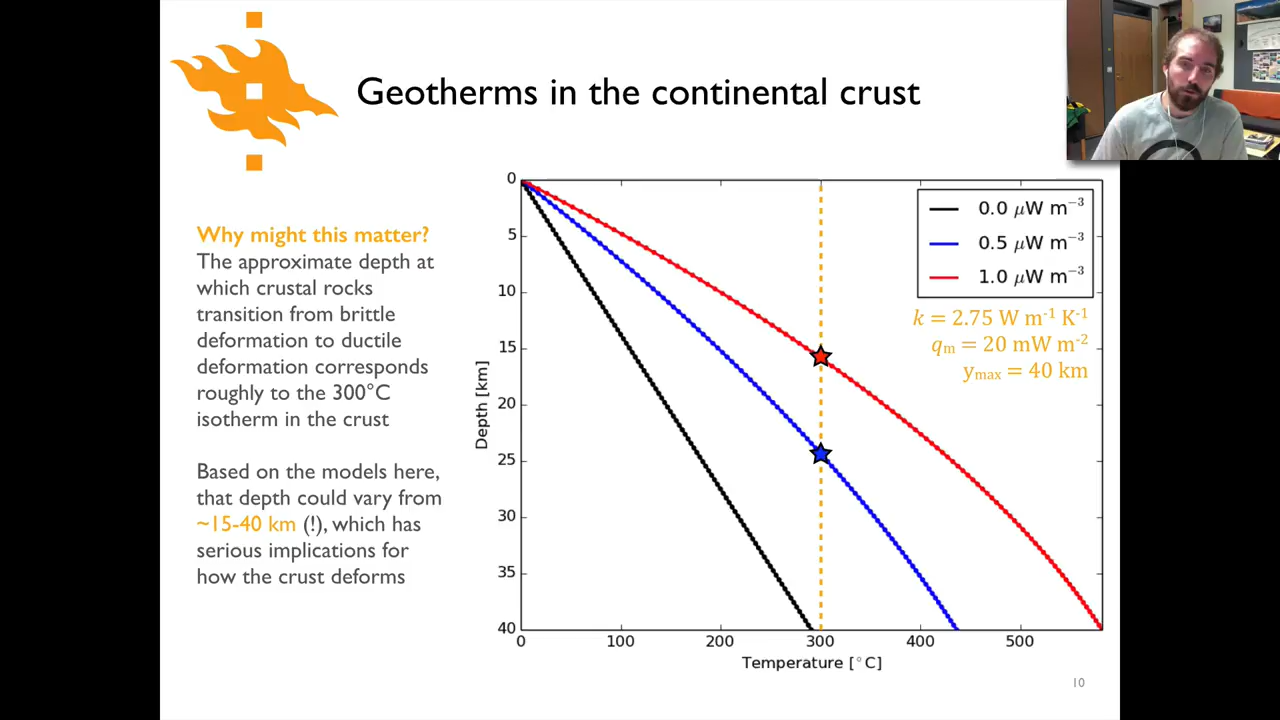 Geotherms in the continental crust
Why might this matter?
The approximate depth at
which crustal rocks
transition from brittle
deformation to ductile
deformation corresponds
roughly to the 300°C
isotherm in the crust
Based on the models here,
that depth could vary from
~15-40 km (!), which has
serious implications for
how the crust deforms
0
5
10
15
20
25
30
35
40
Depth [km]
0 100 200 300 400 500
Temperature [°C]
0.0 μW m⁻³
0.5 μW m⁻³
1.0 μW m⁻³
k = 2.75 W m⁻¹ K⁻¹
qₘ = 20 mW m⁻²
yₘₐₓ = 40 km
10